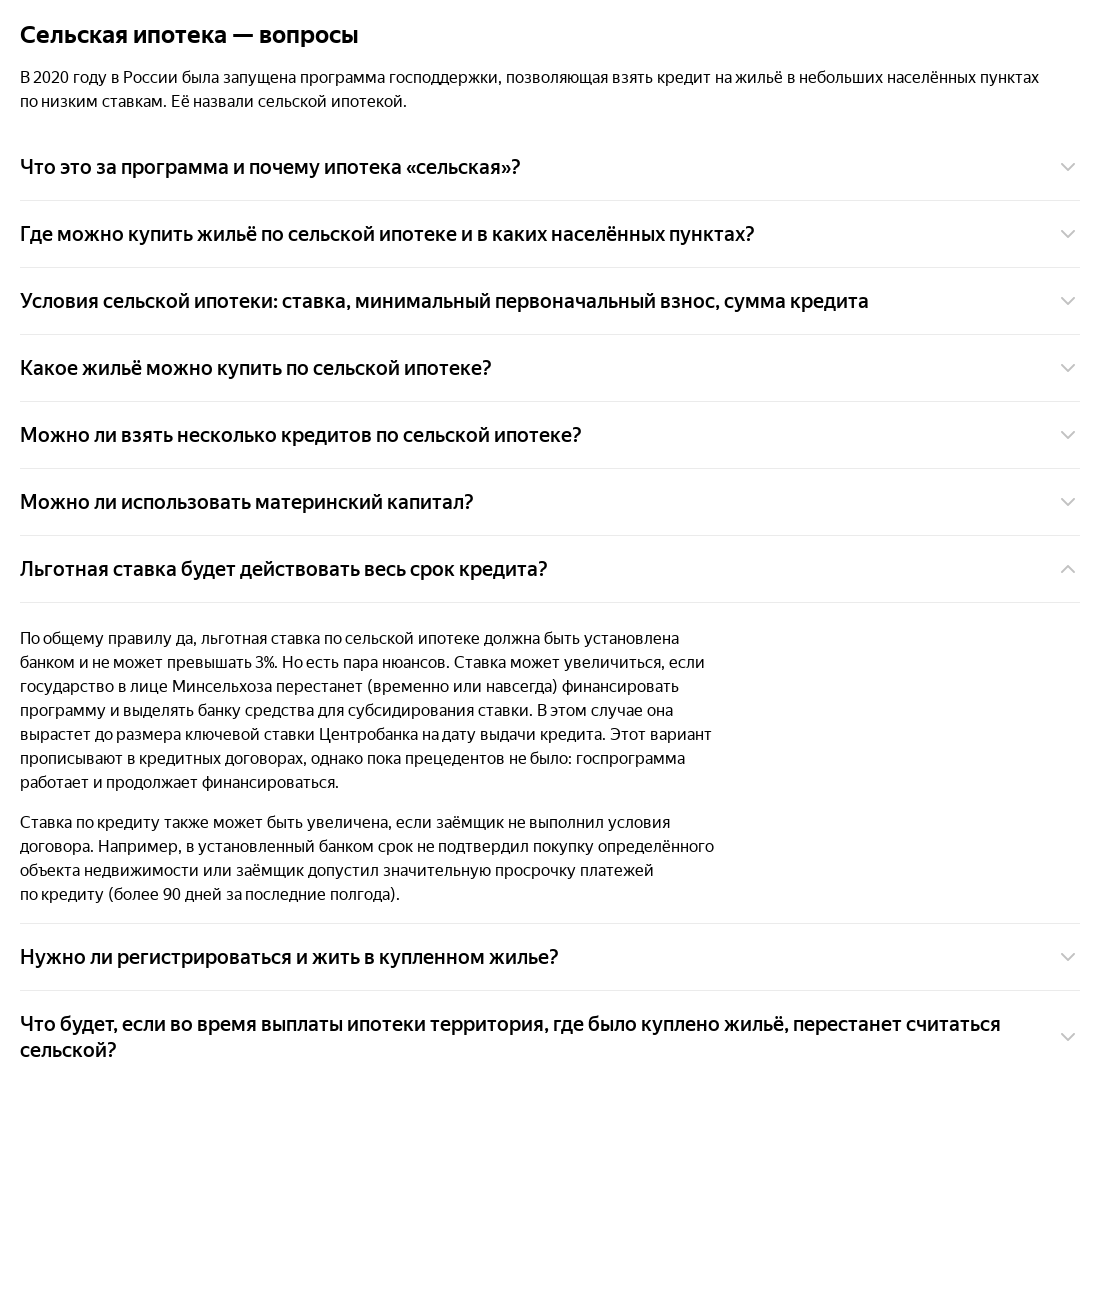 Сельская ипотека — вопросы
В 2020 году в России была запущена программа господдержки, позволяющая взять кредит на жильё в небольших населённых пунктах
по низким ставкам. Её назвали сельской ипотекой.
Что это за программа и почему ипотека «сельская»?
Где можно купить жильё по сельской ипотеке и в каких населённых пунктах?
Условия сельской ипотеки: ставка, минимальный первоначальный взнос, сумма кредита
Какое жильё можно купить по сельской ипотеке?
Можно ли взять несколько кредитов по сельской ипотеке?
Можно ли использовать материнский капитал?
Льготная ставка будет действовать весь срок кредита?
По общему правилу да, льготная ставка по сельской ипотеке должна быть установлена
банком и не может превышать 3%. Но есть пара нюансов. Ставка может увеличиться, если
государство в лице Минсельхоза перестанет (временно или навсегда) финансировать
программу и выделять банку средства для субсидирования ставки. В этом случае она
вырастет до размера ключевой ставки Центробанка на дату выдачи кредита. Этот вариант
прописывают в кредитных договорах, однако пока прецедентов не было: госпрограмма
работает и продолжает финансироваться.
Ставка по кредиту также может быть увеличена, если заёмщик не выполнил условия
договора. Например, в установленный банком срок не подтвердил покупку определённого
объекта недвижимости или заёмщик допустил значительную просрочку платежей
по кредиту (более 90 дней за последние полгода).
Нужно ли регистрироваться и жить в купленном жилье?
Что будет, если во время выплаты ипотеки территория, где было куплено жильё, перестанет считаться
сельской?